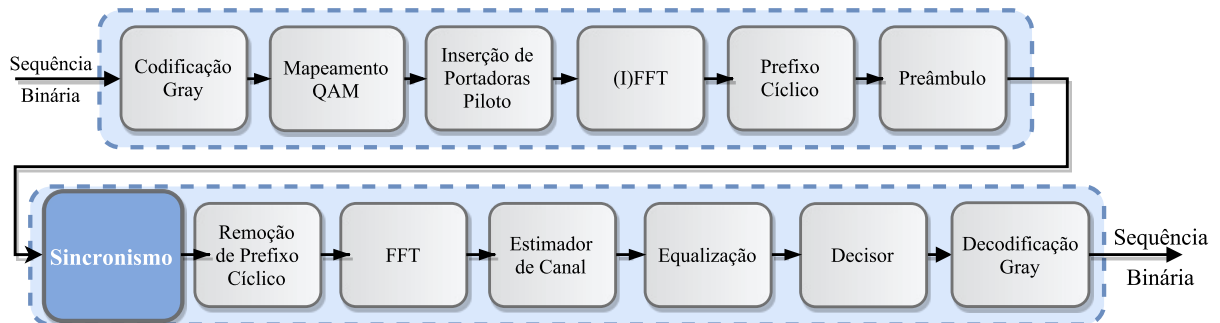 Sequência
Binária
Codificação
Gray
Mapeamento
QAM
Inserção de
Portadoras
Piloto
(I)FFT
Prefixo
Cíclico
Preâmbulo
Sincronismo
Remoção
de Prefixo
Cíclico
FFT
Estimador
de Canal
Equalização
Decisor
Decodificação
Gray
Sequência
Binária